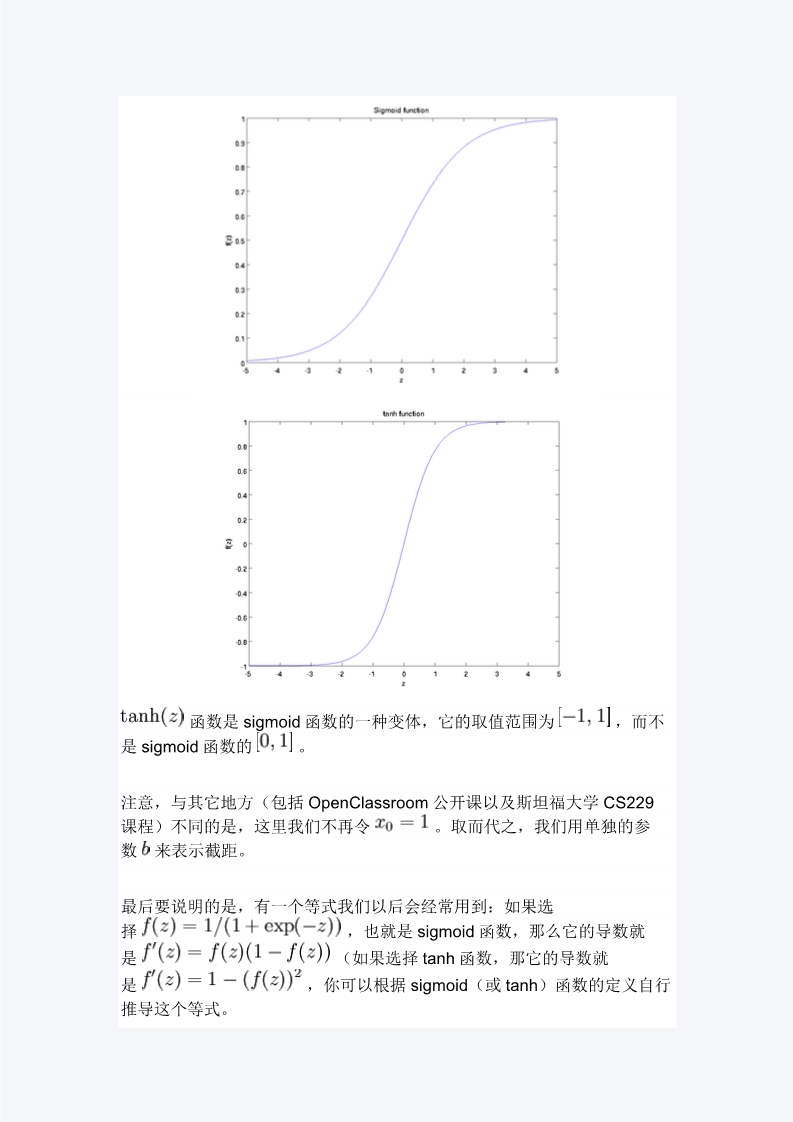 Sigmoid function
1
0.9
0.8
0.7
0.6
0.5
0.4
0.3
0.2
0.1
0
f(z)
-5 -4 -3 -2 -1 0 1 2 3 4 5
z
tanh function
1
0.8
0.6
0.4
0.2
0
-0.2
-0.4
-0.6
-0.8
-1
f(z)
-5 -4 -3 -2 -1 0 1 2 3 4 5
z
tanh(z) 函数是 sigmoid 函数的一种变体，它的取值范围为 [−1, 1] ，而不
是 sigmoid 函数的 [0, 1] 。
注意，与其它地方（包括 OpenClassroom 公开课以及斯坦福大学 CS229
课程）不同的是，这里我们不再令 x₀ = 1 。取而代之，我们用单独的参
数 b 来表示截距。
最后要说明的是，有一个等式我们以后会经常用到：如果选
择 f(z) = 1/(1 + exp(−z)) ，也就是 sigmoid 函数，那么它的导数就
是 f′(z) = f(z)(1 − f(z)) （如果选择 tanh 函数，那它的导数就
是 f′(z) = 1 − (f(z))² ，你可以根据 sigmoid（或 tanh）函数的定义自行
推导这个等式。